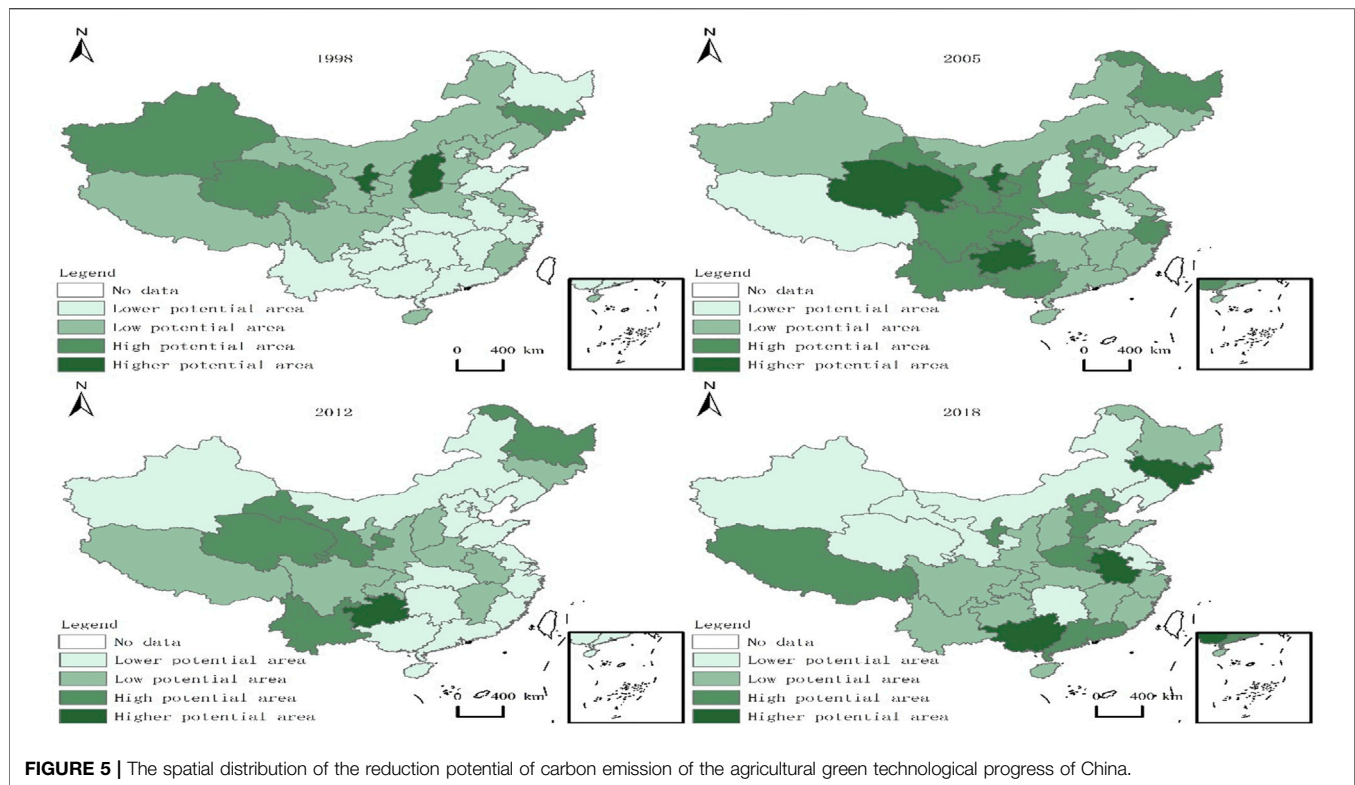 N
1998
Legend
No data
Lower potential area
Low potential area
High potential area
Higher potential area
0 400 km
N
2005
Legend
No data
Lower potential area
Low potential area
High potential area
Higher potential area
0 400 km
N
2012
Legend
No data
Lower potential area
Low potential area
High potential area
Higher potential area
0 400 km
N
2018
Legend
No data
Lower potential area
Low potential area
High potential area
Higher potential area
0 400 km
FIGURE 5 | The spatial distribution of the reduction potential of carbon emission of the agricultural green technological progress of China.